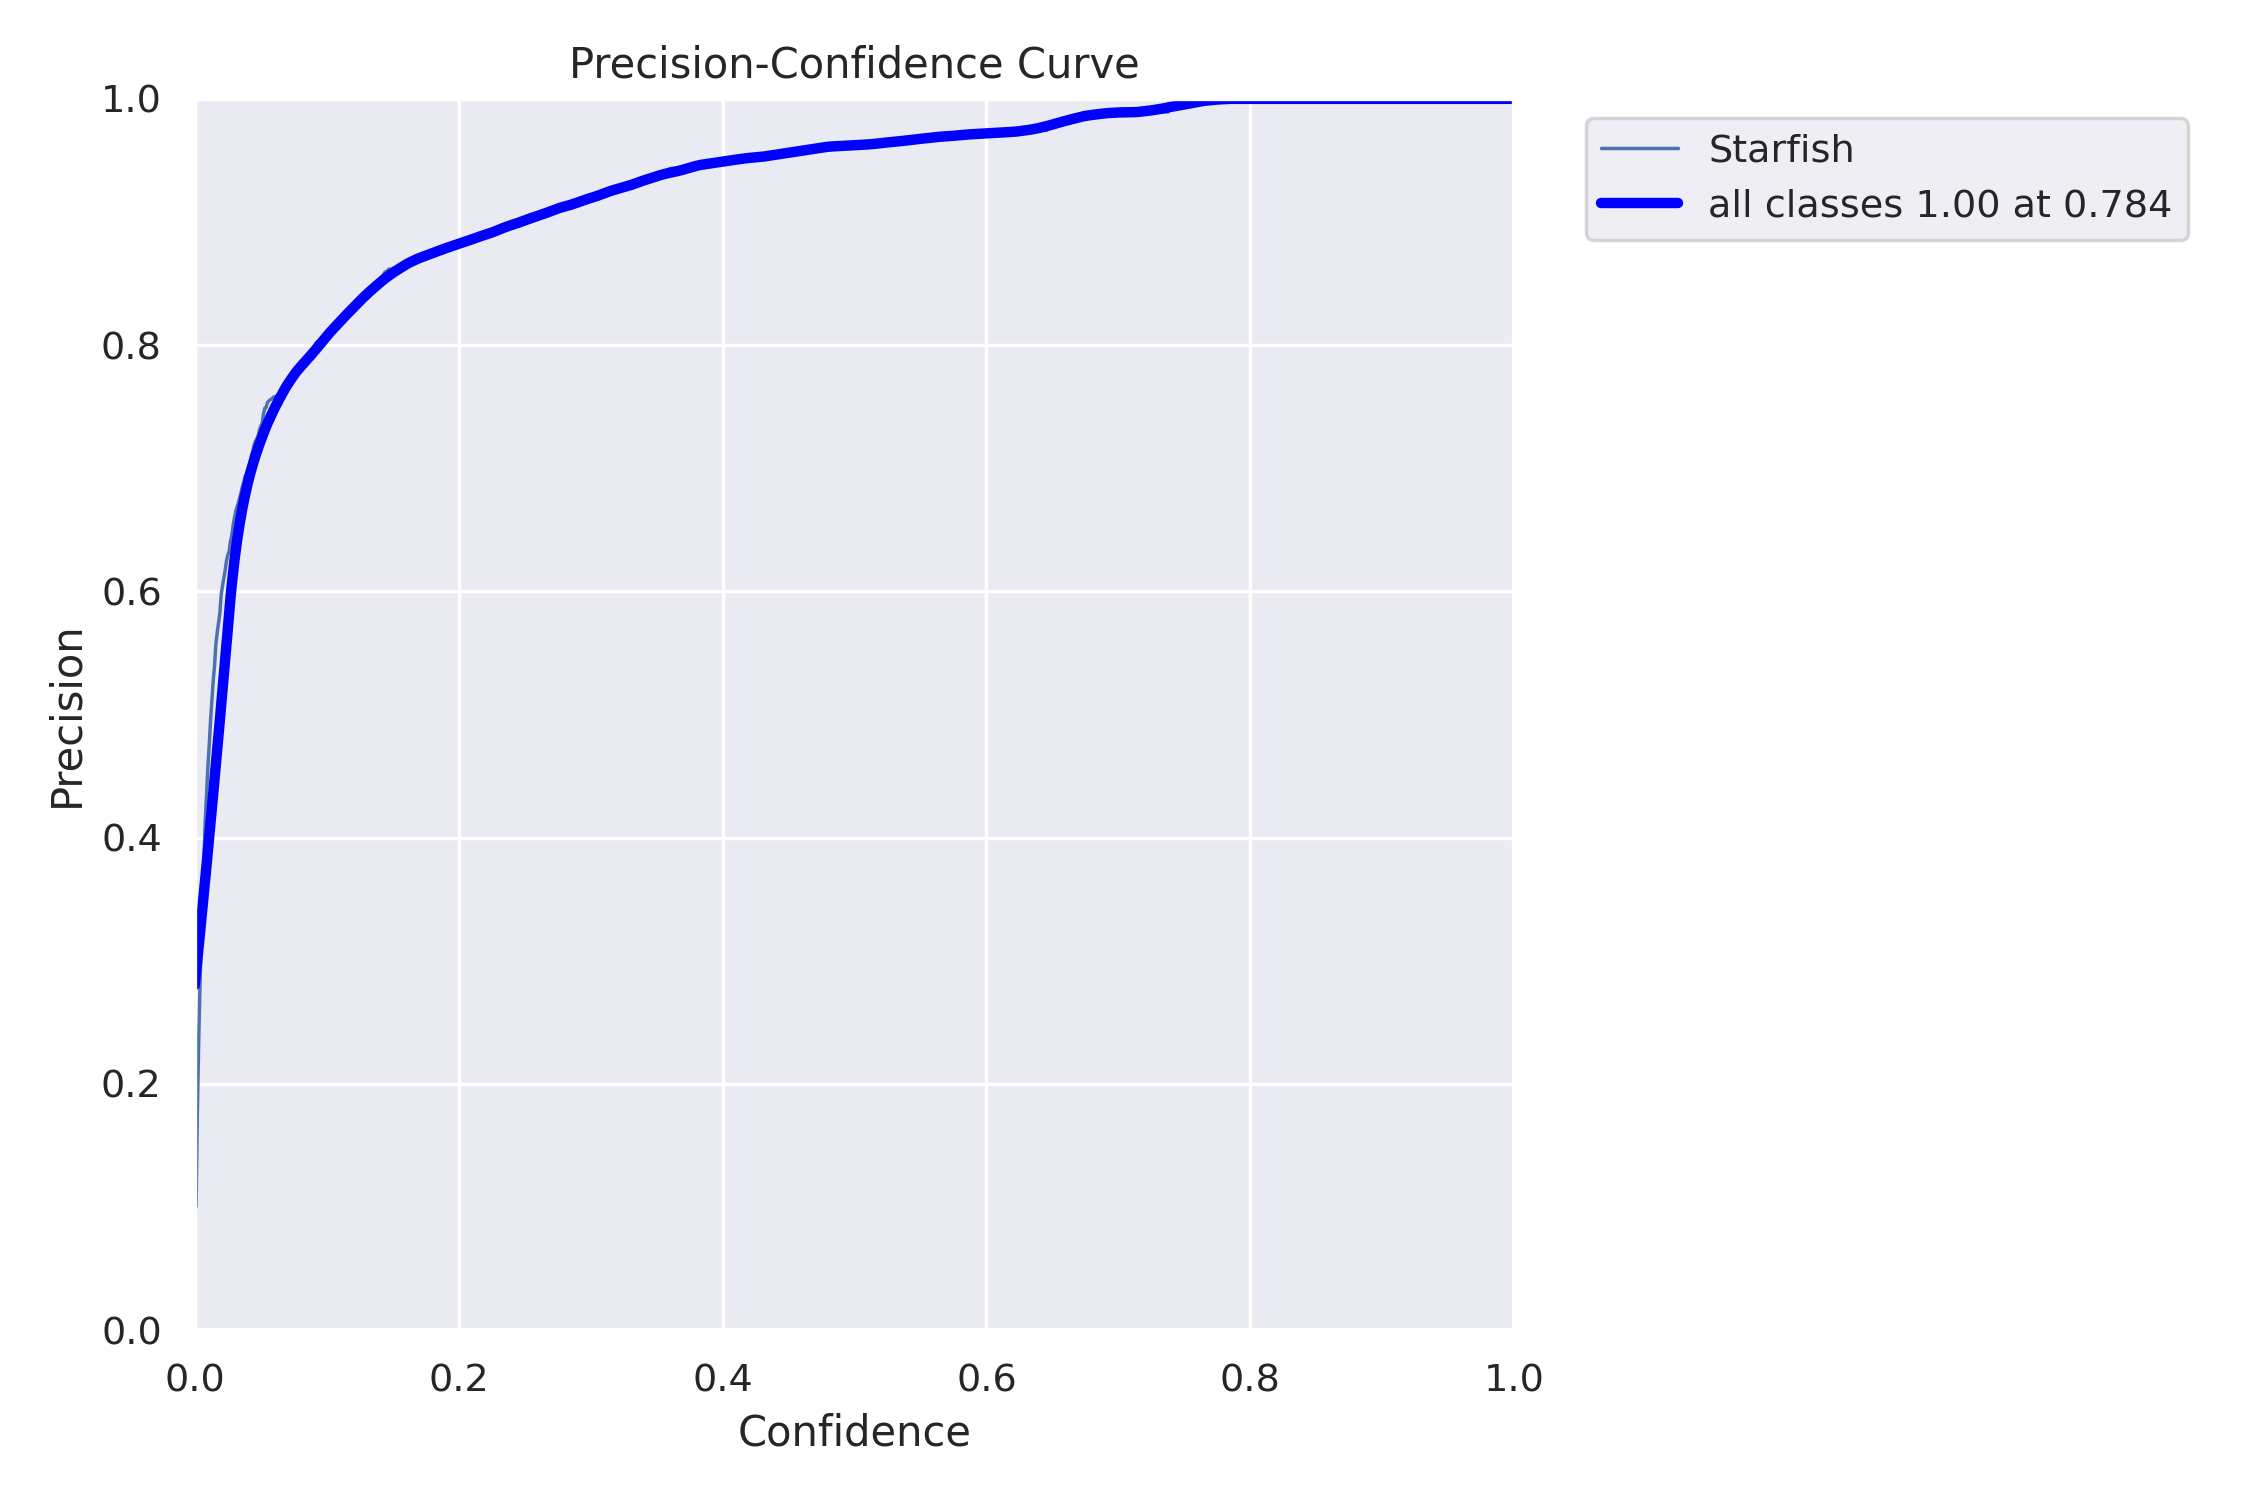 Precision-Confidence Curve
1.0
0.8
0.6
0.4
0.2
0.0
Precision
0.0 0.2 0.4 0.6 0.8 1.0
Confidence
Starfish
all classes 1.00 at 0.784